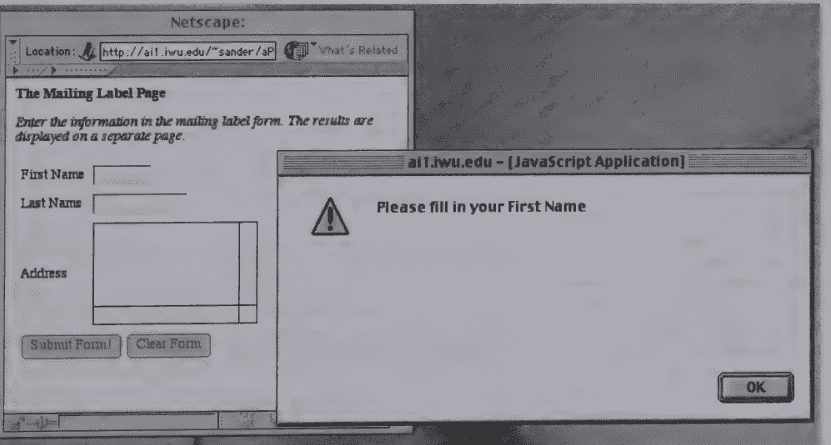 Netscape:
Location: http://ai1.iwu.edu/~sander/aP What's Related
The Mailing Label Page
Enter the information in the mailing label form. The results are
displayed on a separate page.
First Name
Last Name
Address
Submit Form! Clear Form
ai1.iwu.edu – [JavaScript Application]
Please fill in your First Name
OK